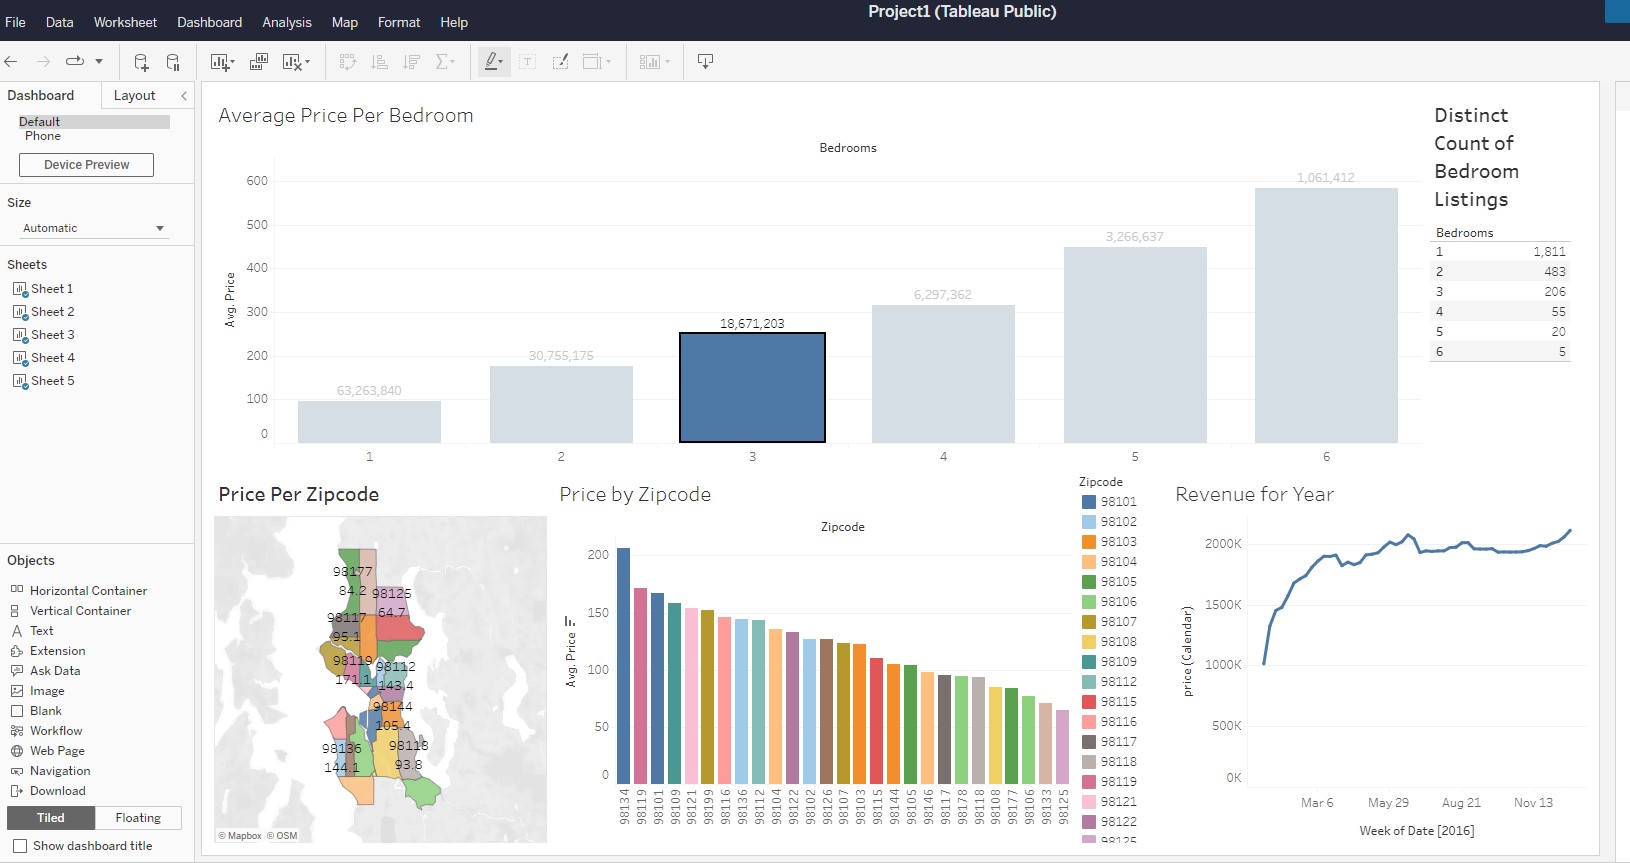 Project1 (Tableau Public)
File Data Worksheet Dashboard Analysis Map Format Help
Dashboard Layout
Default
Phone
Device Preview
Size
Automatic
Sheets
Sheet 1
Sheet 2
Sheet 3
Sheet 4
Sheet 5
Objects
Horizontal Container
Vertical Container
Text
Extension
Ask Data
Image
Blank
Workflow
Web Page
Navigation
Download
Tiled Floating
Show dashboard title
Average Price Per Bedroom
Bedrooms
Avg. Price
600
500
400
300
200
100
0
63,263,840
30,755,175
18,671,203
6,297,362
3,266,637
1,061,412
1 2 3 4 5 6
Distinct
Count of
Bedroom
Listings
Bedrooms
1 1,811
2 483
3 206
4 55
5 20
6 5
Price Per Zipcode
98177
84.2
98125
64.7
98117
95.1
98119
171.1
98112
143.4
98144
105.4
98136
144.1
98118
93.8
© Mapbox © OSM
Price by Zipcode
Zipcode
Avg. Price
200
150
100
50
0
98134 98119 98101 98109 98121 98199 98116 98136 98112 98104 98122 98102 98126 98107 98103 98115 98144 98105 98146 98117 98178 98118 98108 98177 98106 98133 98125
Zipcode
98101
98102
98103
98104
98105
98106
98107
98108
98109
98112
98115
98116
98117
98118
98119
98121
98122
98125
Revenue for Year
price (Calendar)
2000K
1500K
1000K
500K
0K
Mar 6 May 29 Aug 21 Nov 13
Week of Date [2016]